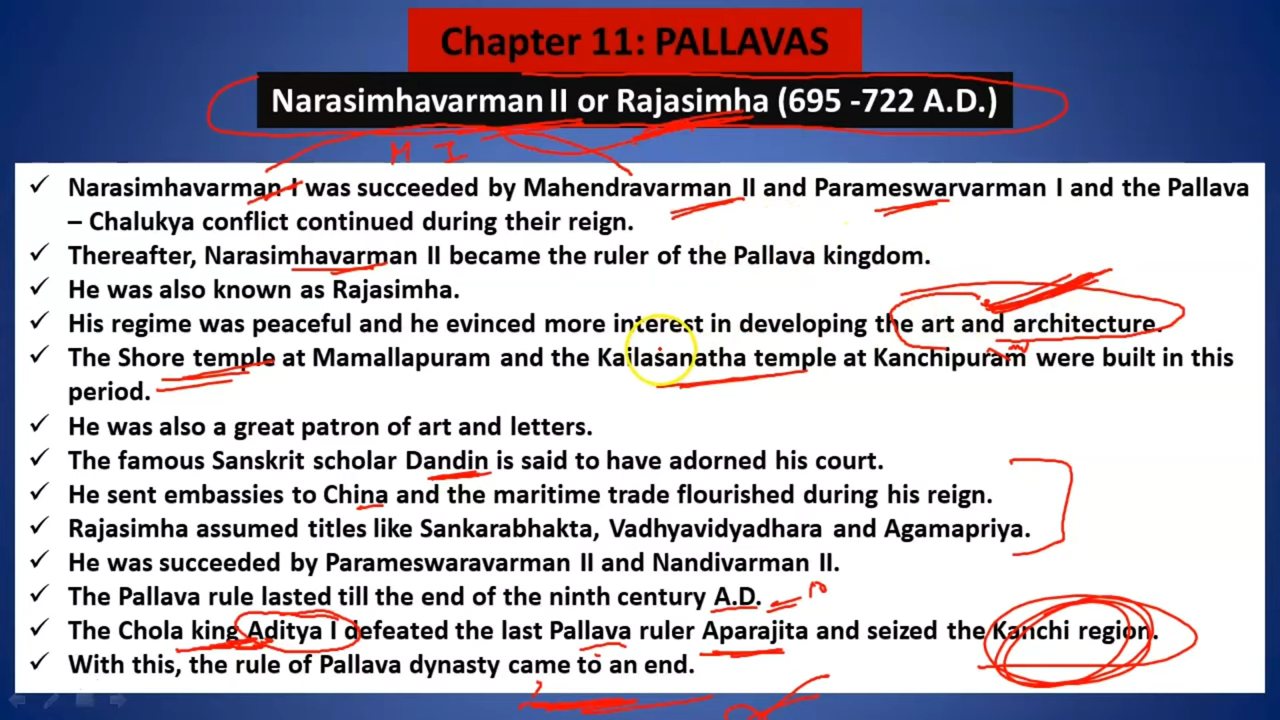 Chapter 11: PALLAVAS
Narasimhavarman II or Rajasimha (695 -722 A.D.)
M I
✓ Narasimhavarman I was succeeded by Mahendravarman II and Parameswarvarman I and the Pallava
– Chalukya conflict continued during their reign.
✓ Thereafter, Narasimhavarman II became the ruler of the Pallava kingdom.
✓ He was also known as Rajasimha.
✓ His regime was peaceful and he evinced more interest in developing the art and architecture.
✓ The Shore temple at Mamallapuram and the Kailasanatha temple at Kanchipuram were built in this
period.
✓ He was also a great patron of art and letters.
✓ The famous Sanskrit scholar Dandin is said to have adorned his court.
✓ He sent embassies to China and the maritime trade flourished during his reign.
✓ Rajasimha assumed titles like Sankarabhakta, Vadhyavidyadhara and Agamapriya.
✓ He was succeeded by Parameswaravarman II and Nandivarman II.
✓ The Pallava rule lasted till the end of the ninth century A.D.
✓ The Chola king Aditya I defeated the last Pallava ruler Aparajita and seized the Kanchi region.
✓ With this, the rule of Pallava dynasty came to an end.